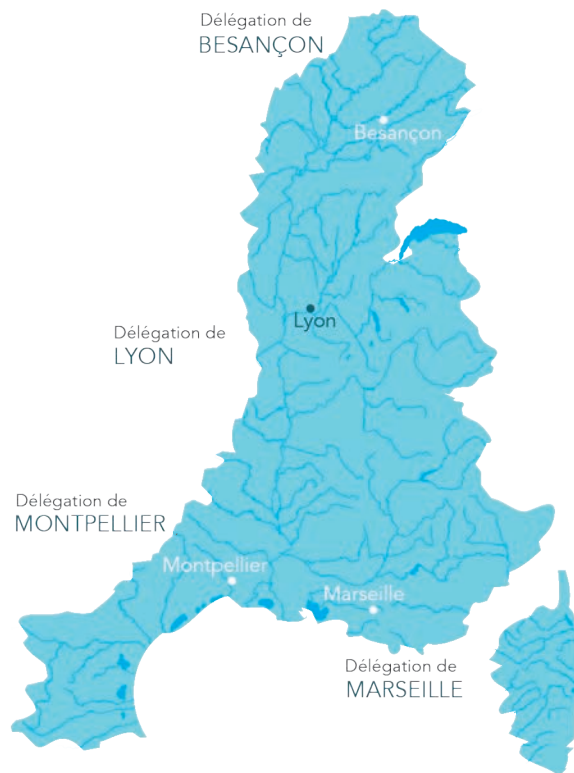 Délégation de
BESANÇON
Besançon
Lyon
Délégation de
LYON
Délégation de
MONTPELLIER
Montpellier
Marseille
Délégation de
MARSEILLE